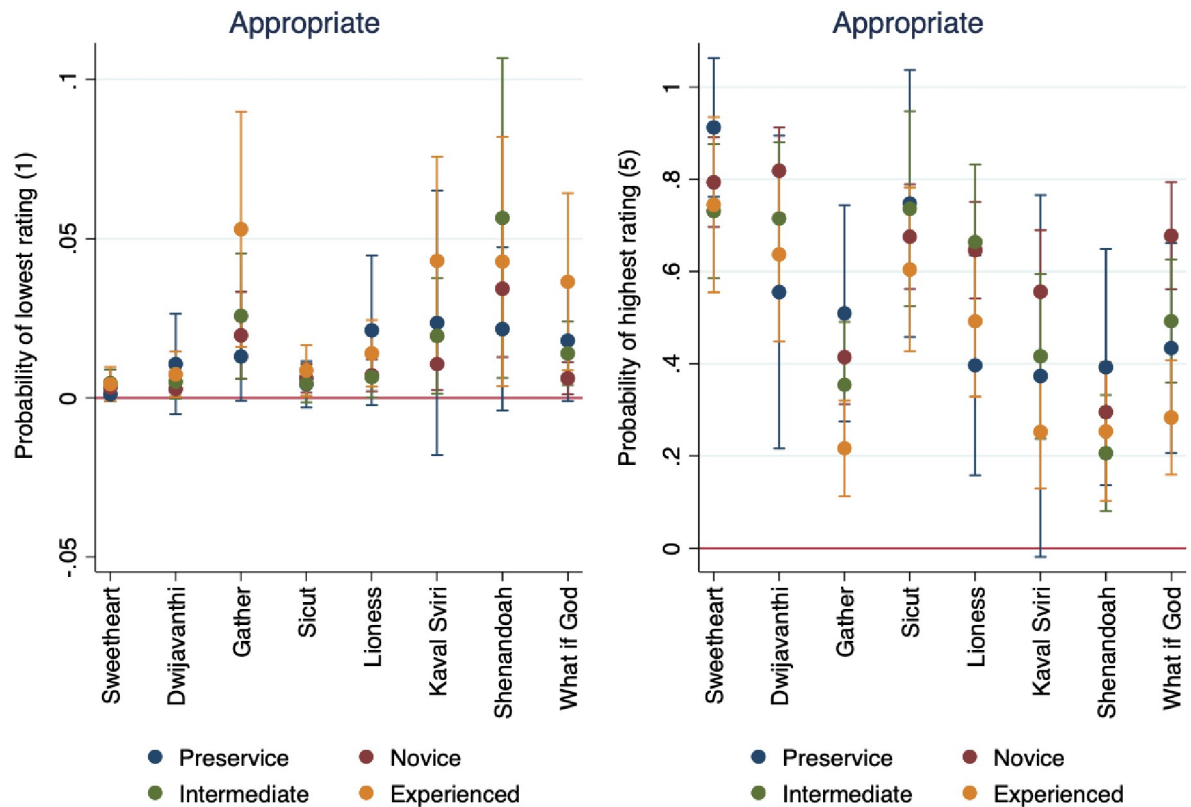 Appropriate
Probability of lowest rating (1)
.1
.05
0
-.05
Sweetheart
Dwijavanthi
Gather
Sicut
Lioness
Kaval Sviri
Shenandoah
What if God
Preservice
Novice
Intermediate
Experienced
Appropriate
Probability of highest rating (5)
1
.8
.6
.4
.2
0
Sweetheart
Dwijavanthi
Gather
Sicut
Lioness
Kaval Sviri
Shenandoah
What if God
Preservice
Novice
Intermediate
Experienced